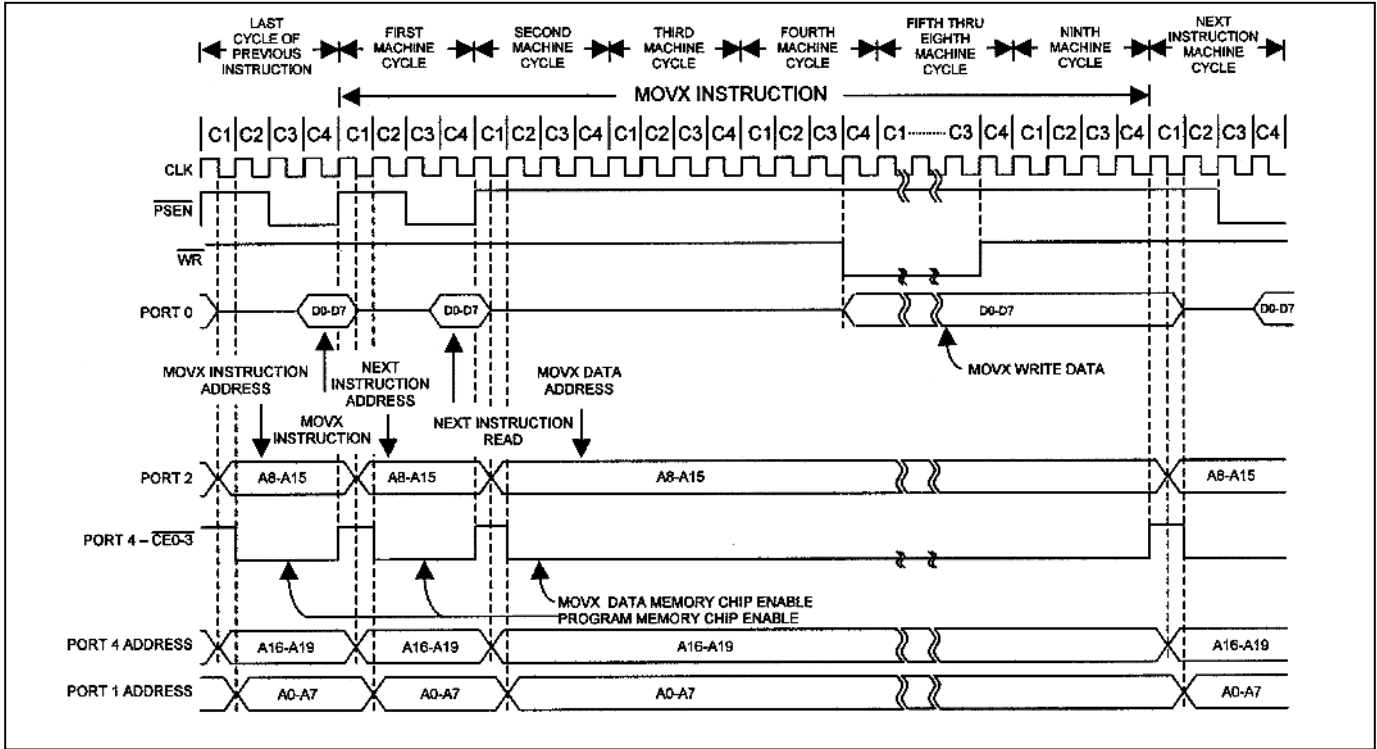 LAST CYCLE OF PREVIOUS INSTRUCTION
FIRST MACHINE CYCLE
SECOND MACHINE CYCLE
THIRD MACHINE CYCLE
FOURTH MACHINE CYCLE
FIFTH THRU EIGHTH MACHINE CYCLE
NINTH MACHINE CYCLE
NEXT INSTRUCTION MACHINE CYCLE
MOVX INSTRUCTION
C1 C2 C3 C4 C1 C2 C3 C4 C1 C2 C3 C4 C1 C2 C3 C4 C1 C2 C3 C4 C1 ......... C3 C4 C1 C2 C3 C4 C1 C2 C3 C4
CLK
PSEN
WR
PORT 0 D0-D7 D0-D7 D0-D7 D0-D7
MOVX INSTRUCTION ADDRESS
NEXT INSTRUCTION ADDRESS
MOVX DATA ADDRESS
MOVX WRITE DATA
MOVX INSTRUCTION
NEXT INSTRUCTION READ
PORT 2 A8-A15 A8-A15 A8-A15 A8-A15
PORT 4 – CE0-3
MOVX DATA MEMORY CHIP ENABLE
PROGRAM MEMORY CHIP ENABLE
PORT 4 ADDRESS A16-A19 A16-A19 A16-A19 A16-A19
PORT 1 ADDRESS A0-A7 A0-A7 A0-A7 A0-A7